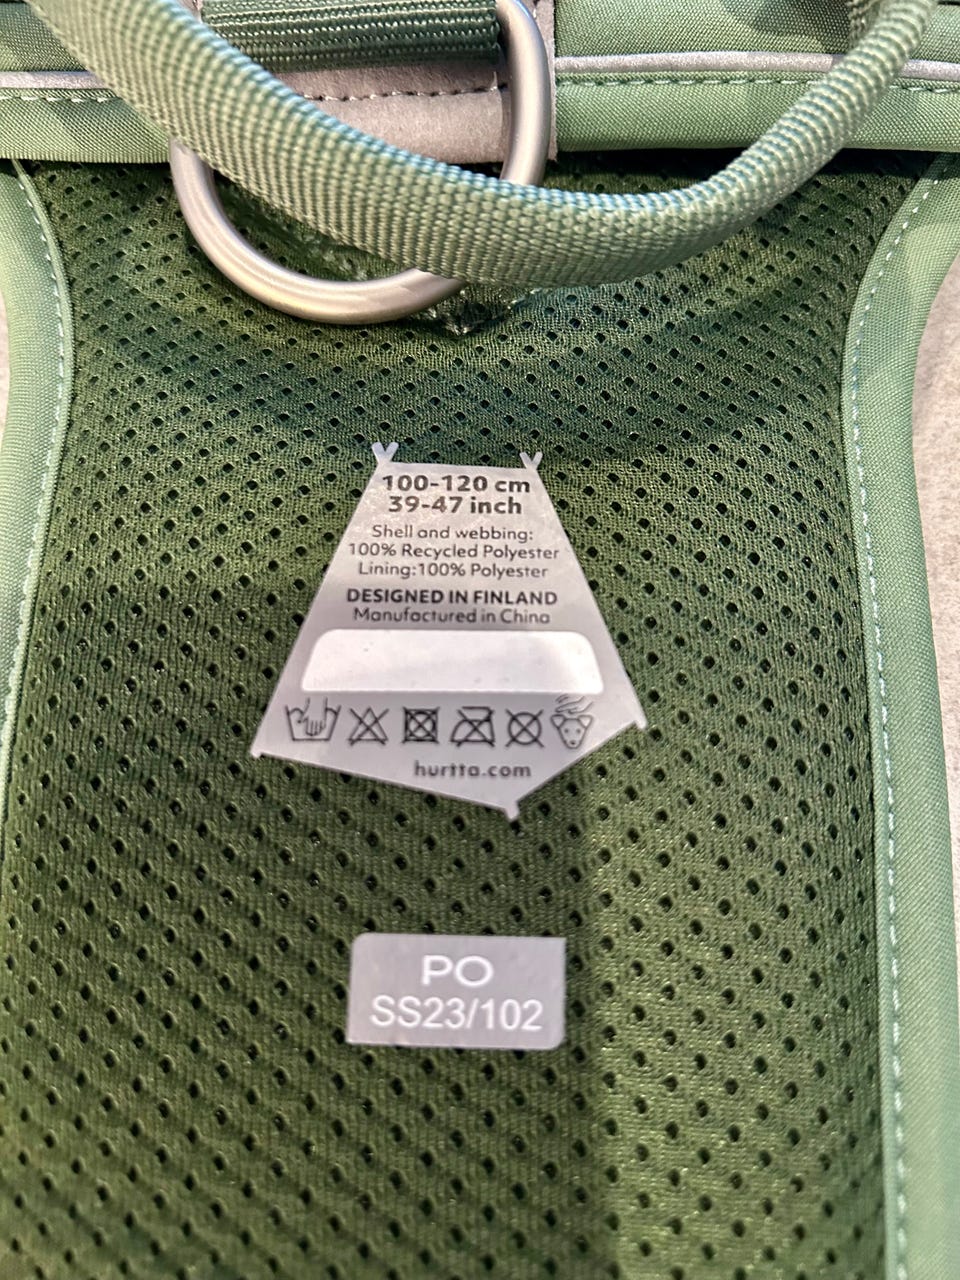 100-120 cm
39-47 inch
Shell and webbing:
100% Recycled Polyester
Lining:100% Polyester
DESIGNED IN FINLAND
Manufactured in China
hurtta.com
PO
SS23/102